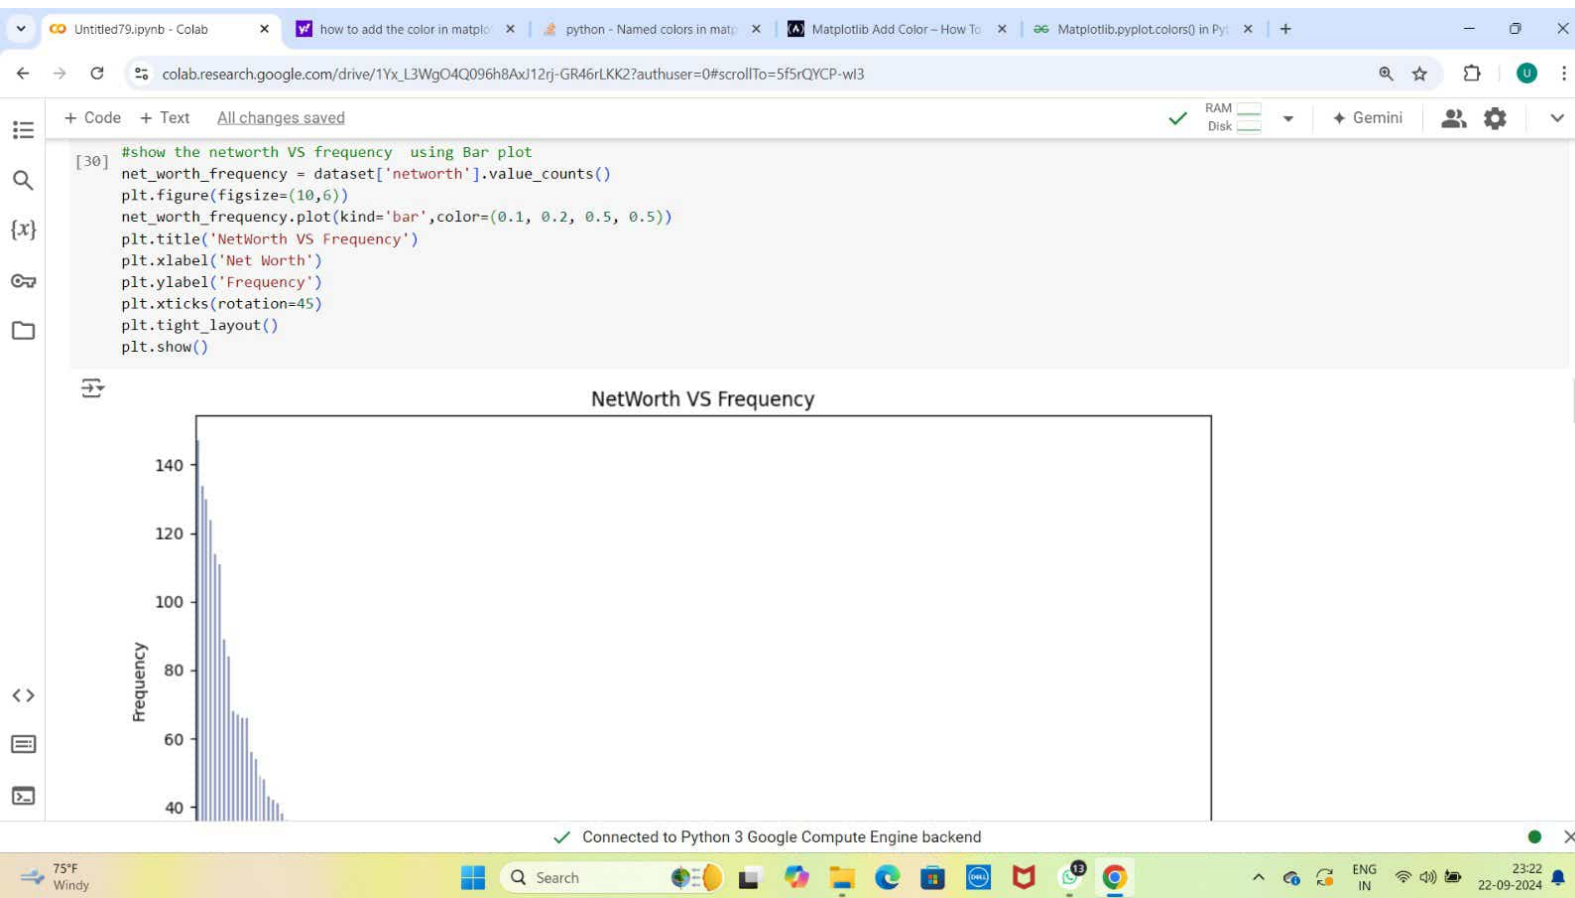 Untitled79.ipynb - Colab
how to add the color in matplo
python - Named colors in matp
Matplotlib Add Color – How To
Matplotlib.pyplot.colors() in Pyt
colab.research.google.com/drive/1Yx_L3WgO4Q096h8AxJ12rj-GR46rLKK2?authuser=0#scrollTo=5f5rQYCP-wI3
U
+ Code + Text All changes saved
RAM
Disk
Gemini
[30]
#show the networth VS frequency  using Bar plot
net_worth_frequency = dataset['networth'].value_counts()
plt.figure(figsize=(10,6))
net_worth_frequency.plot(kind='bar',color=(0.1, 0.2, 0.5, 0.5))
plt.title('NetWorth VS Frequency')
plt.xlabel('Net Worth')
plt.ylabel('Frequency')
plt.xticks(rotation=45)
plt.tight_layout()
plt.show()
{x}
NetWorth VS Frequency
140
120
100
80
60
40
Frequency
Connected to Python 3 Google Compute Engine backend
75°F
Windy
Search
DELL
13
ENG
IN
23:22
22-09-2024